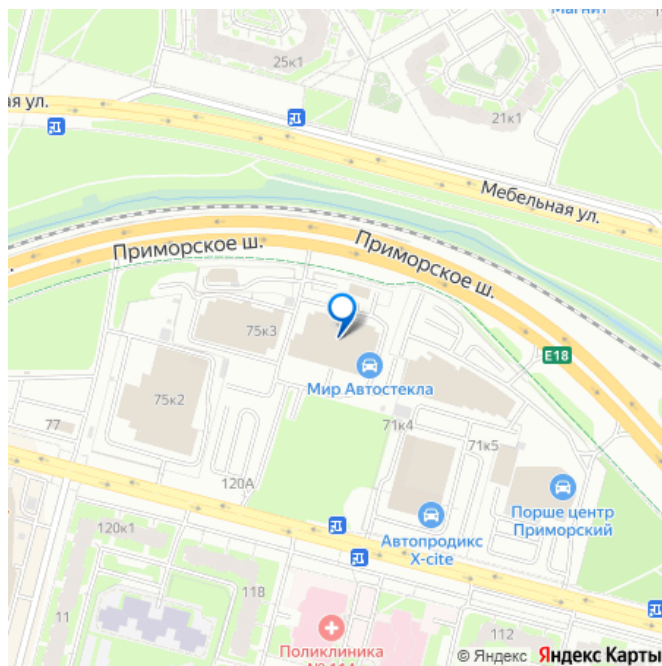 Магнит
25к1
ая ул.
21к1
Мебельная ул.
Приморское ш.
Приморское ш.
E18
75к3
Мир Автостекла
75к2
77
71к4
71к5
120А
Порше центр
Приморский
120к1
Автопродикс
X-cite
118
11
112
Поликлиника
© Яндекс Яндекс Карты